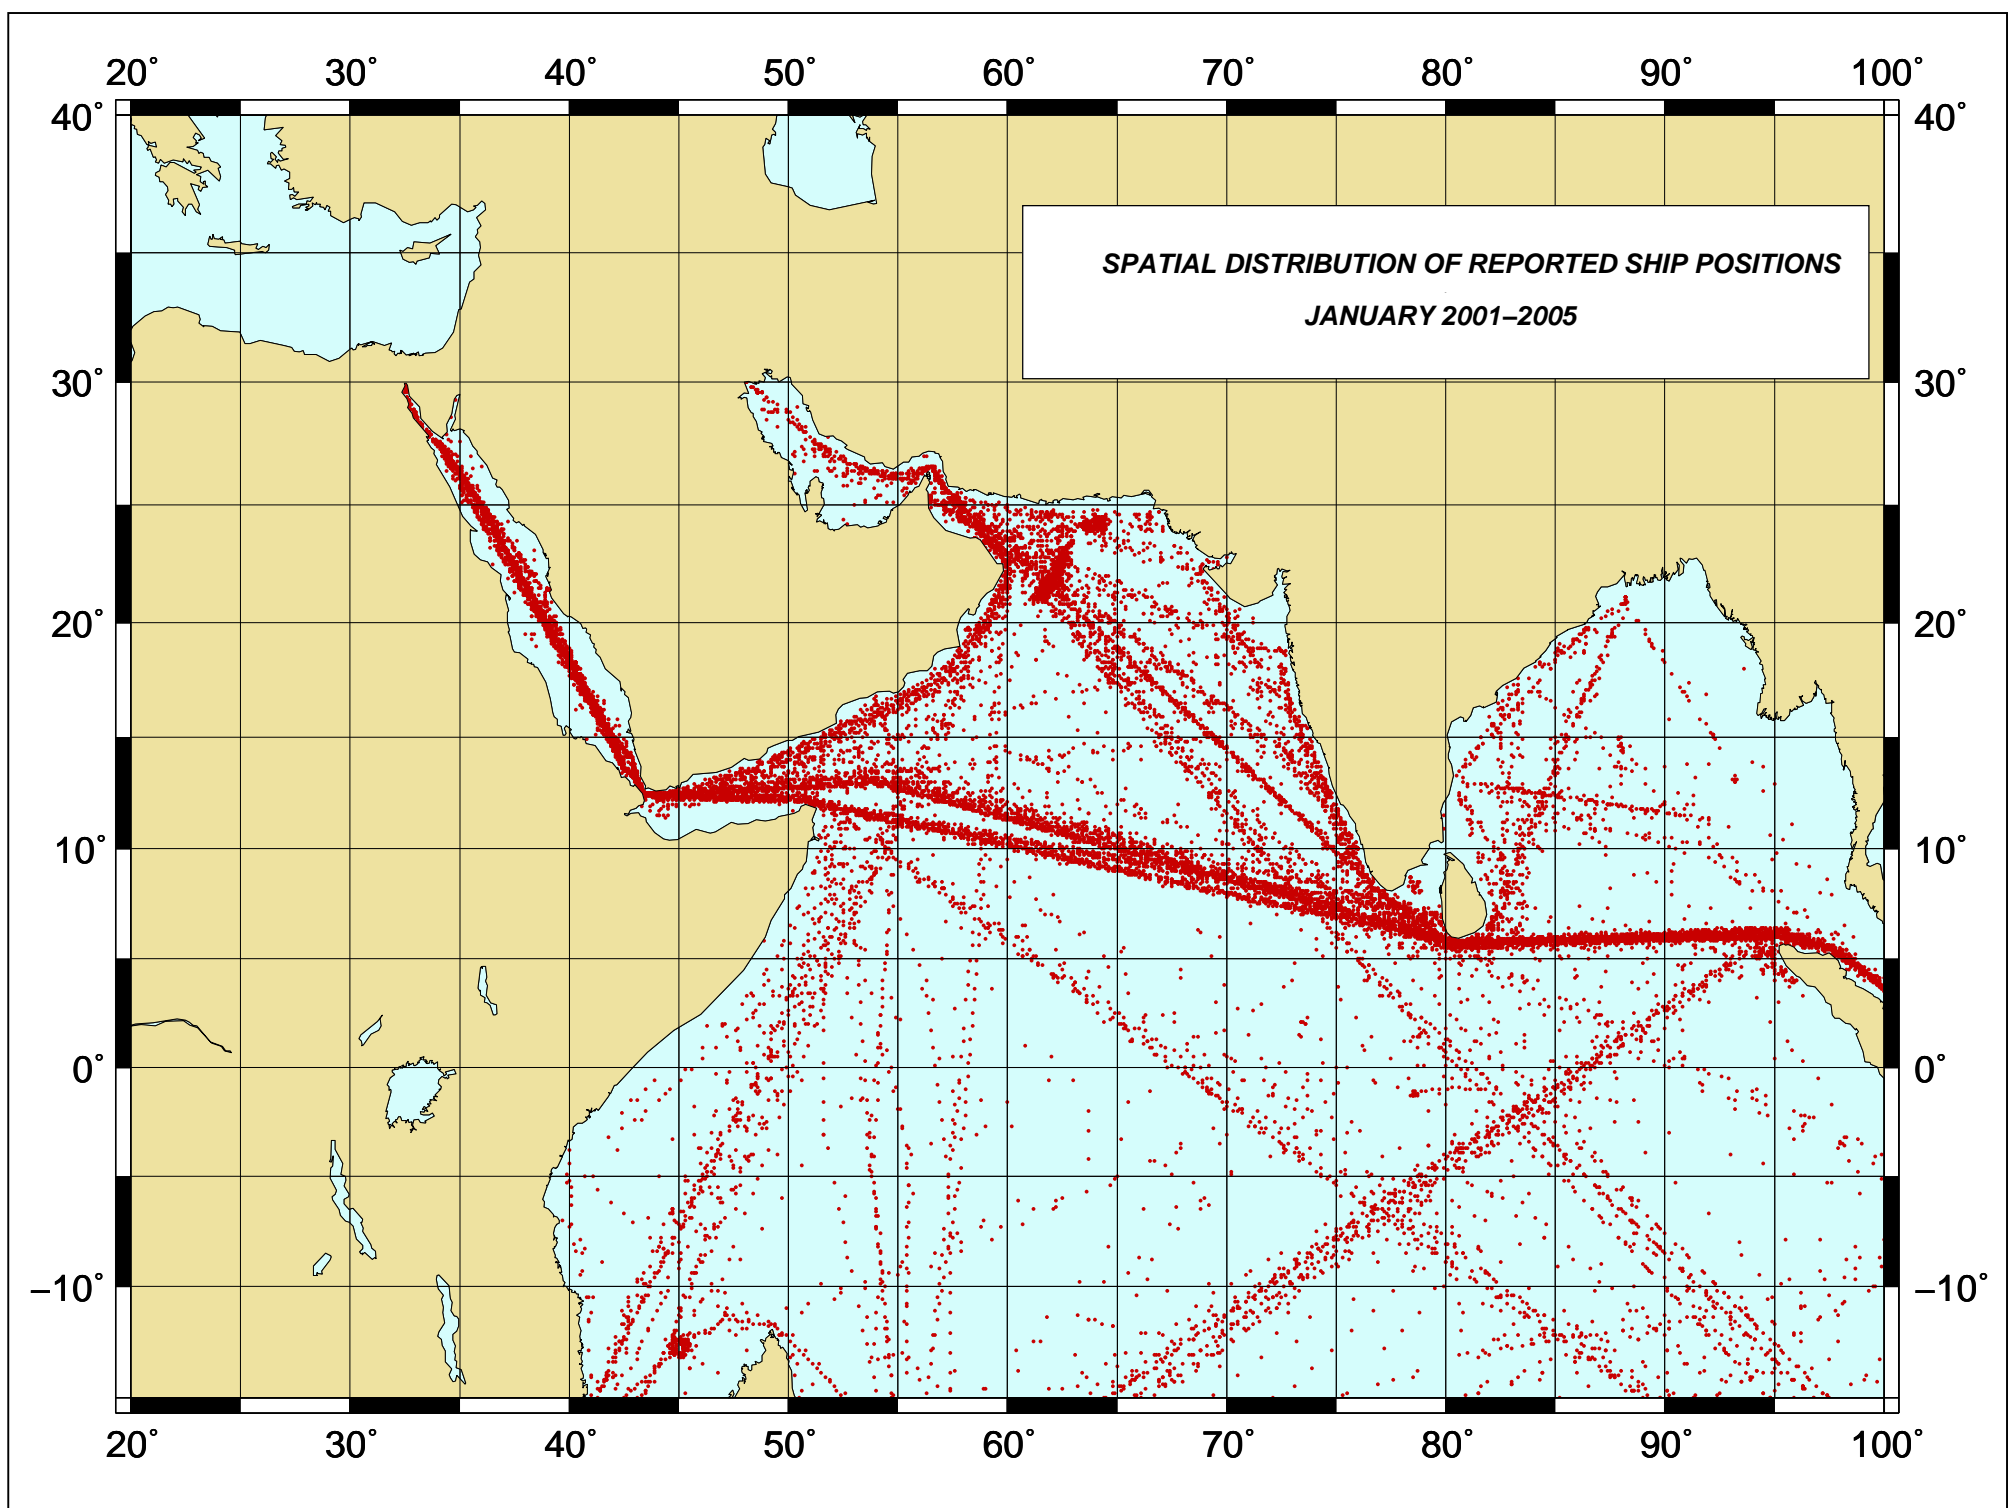 20° 30° 40° 50° 60° 70° 80° 90° 100°
40° 40°
SPATIAL DISTRIBUTION OF REPORTED SHIP POSITIONS
JANUARY 2001–2005
30° 30°
20° 20°
10° 10°
0° 0°
−10° −10°
20° 30° 40° 50° 60° 70° 80° 90° 100°